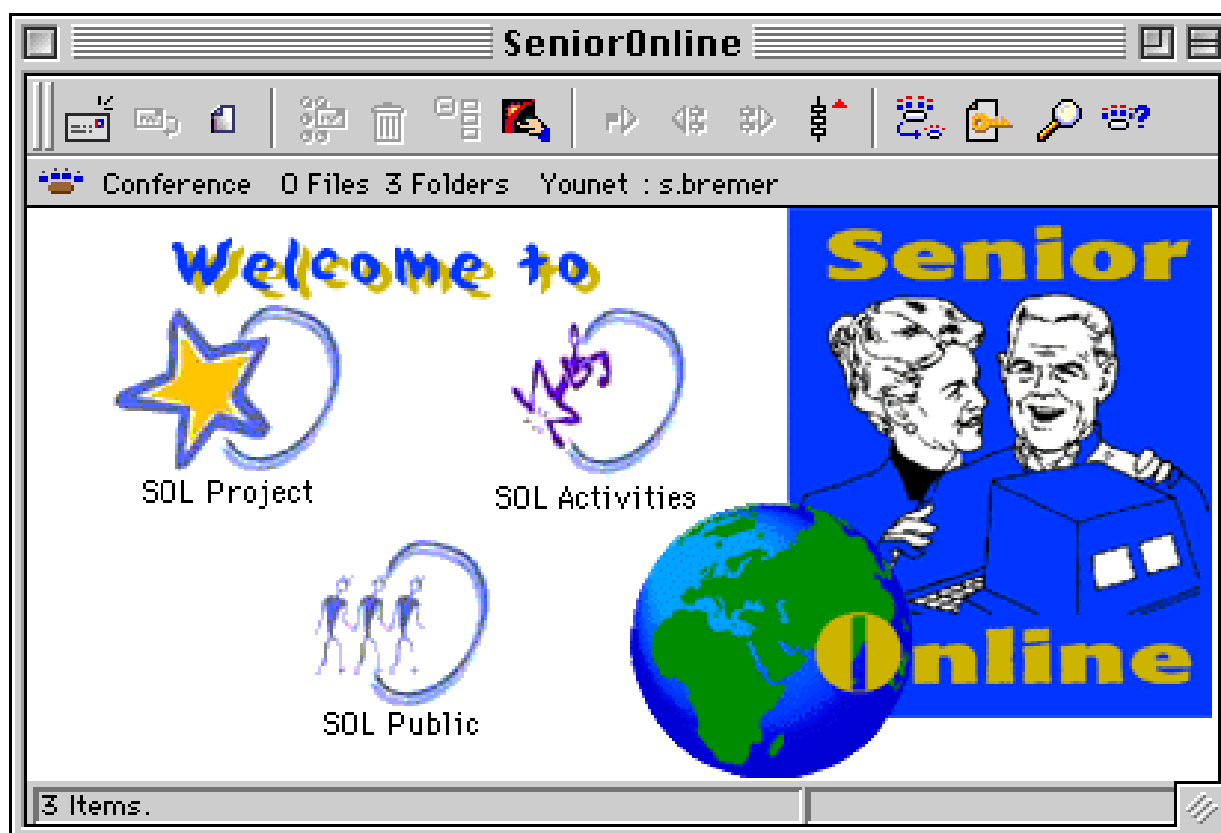 SeniorOnline
Conference 0 Files 3 Folders Younet : s.bremer
Welcome to
Senior
SOL Project
SOL Activities
SOL Public
Online
3 Items.